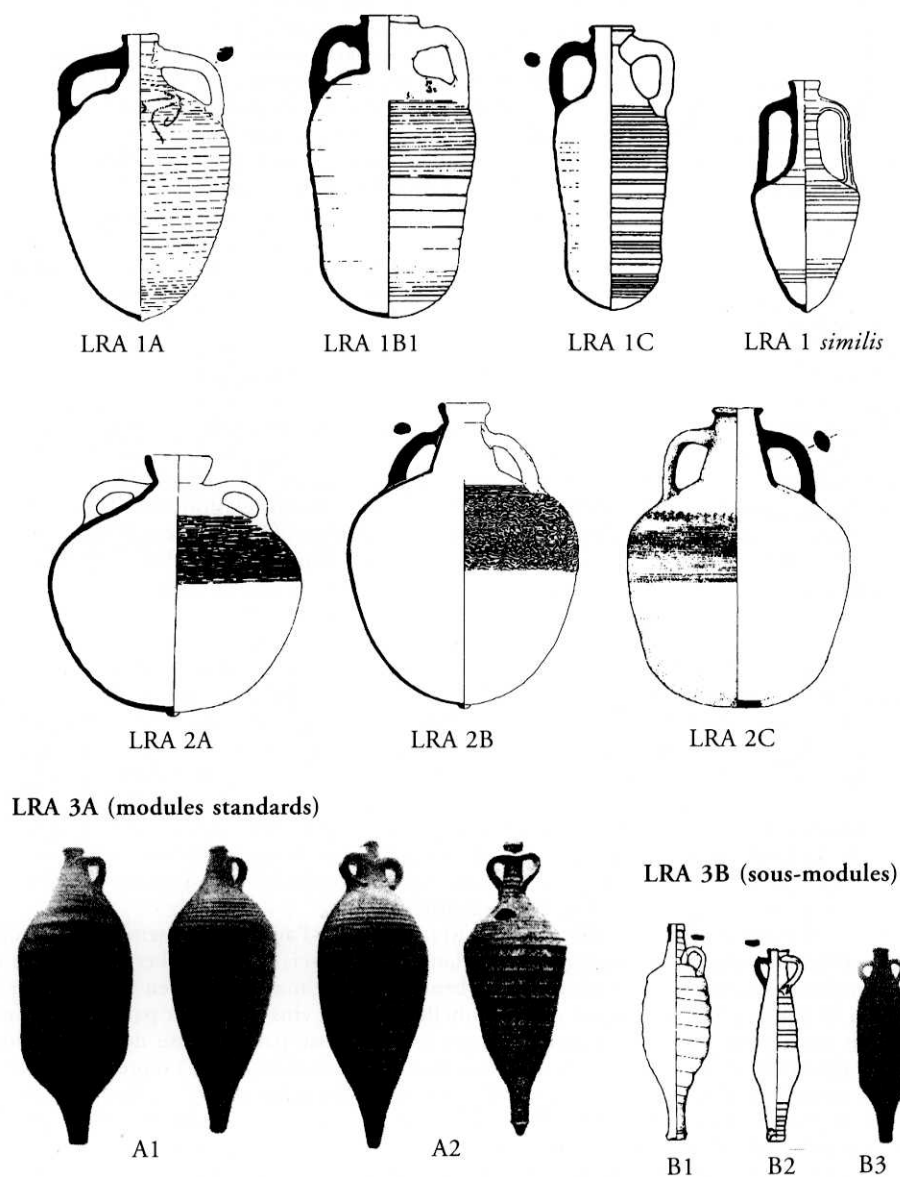 LRA 1A LRA 1B1 LRA 1C LRA 1 similis
LRA 2A LRA 2B LRA 2C
LRA 3A (modules standards)
LRA 3B (sous-modules)
A1 A2
B1 B2 B3